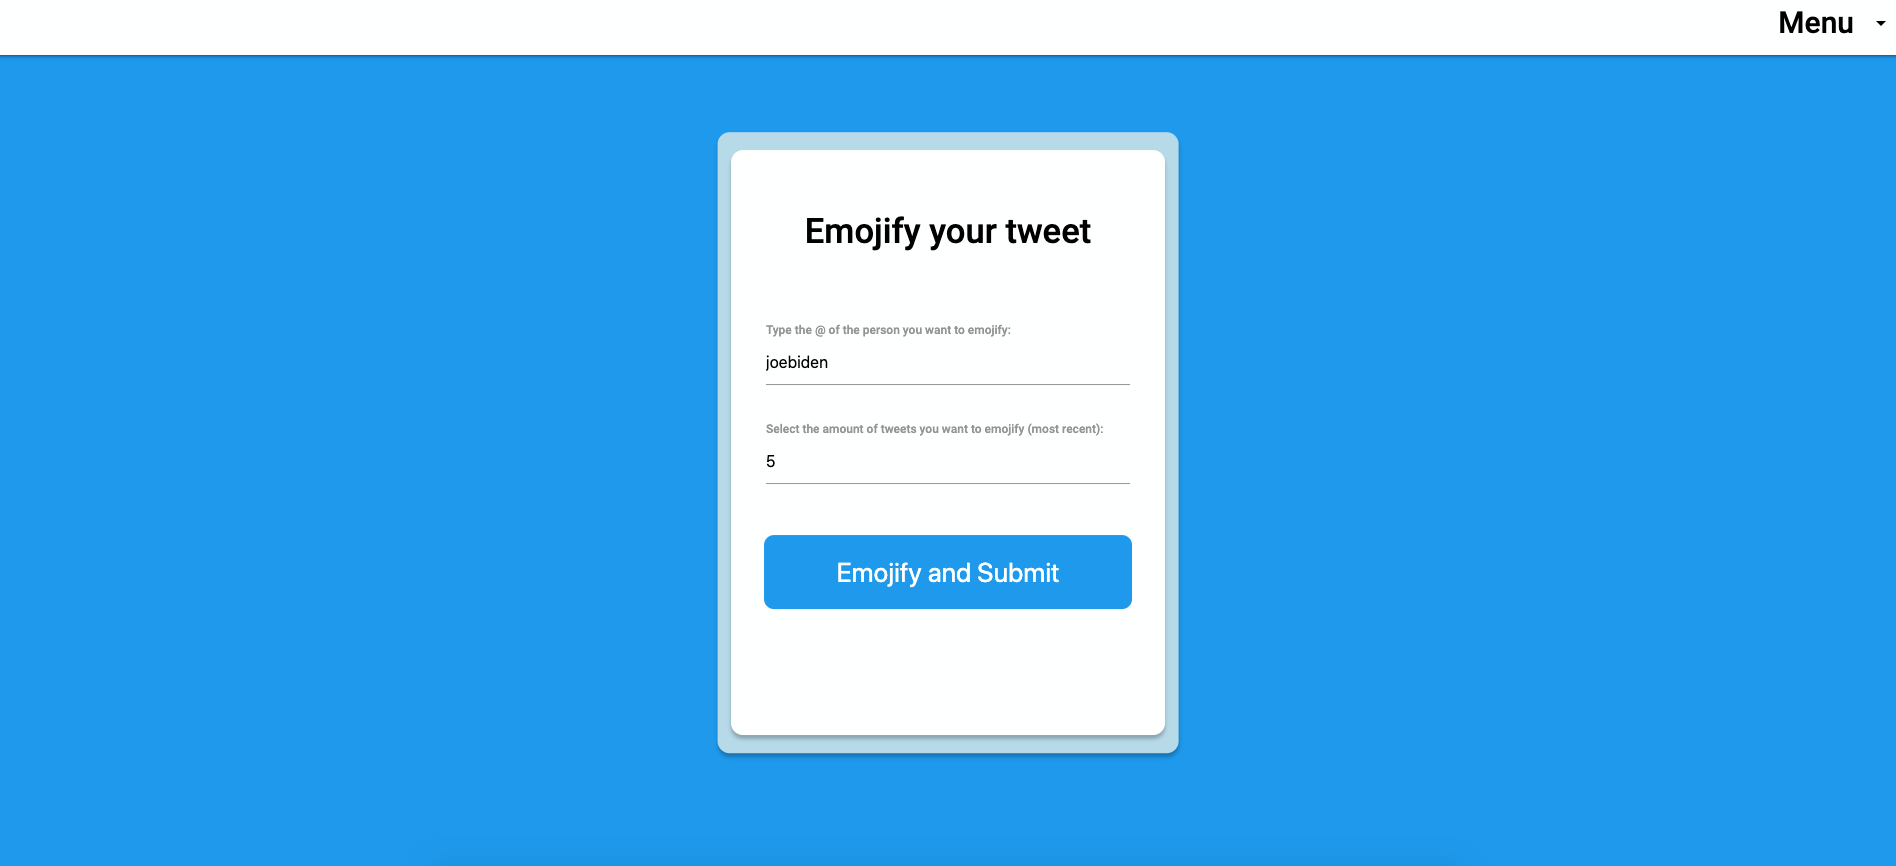 Menu
Emojify your tweet
Type the @ of the person you want to emojify:
joebiden
Select the amount of tweets you want to emojify (most recent):
5
Emojify and Submit